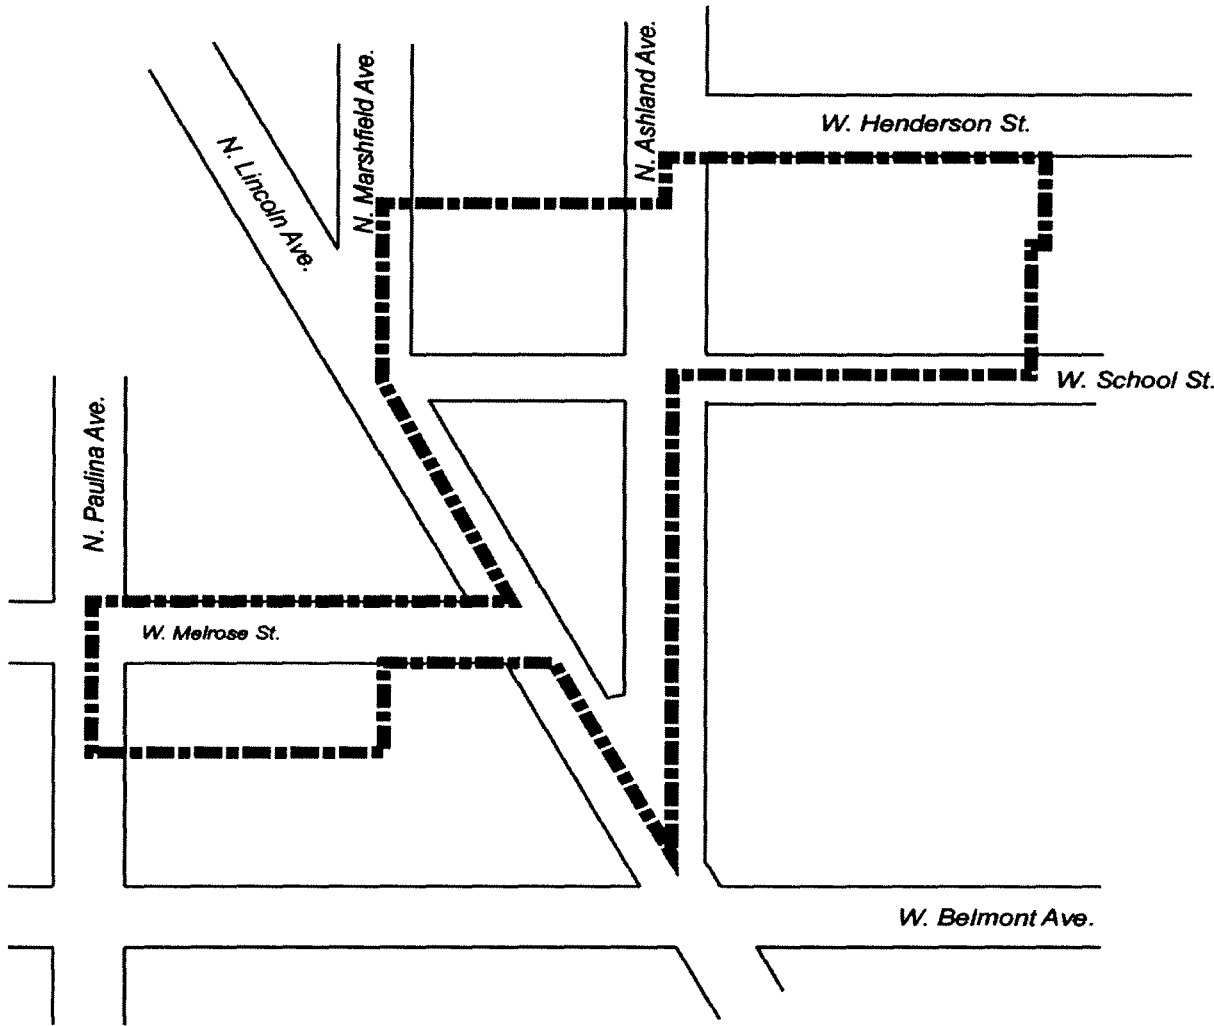 N. Lincoln Ave.
N. Marshfield Ave.
N. Ashland Ave.
W. Henderson St.
W. School St.
N. Paulina Ave.
W. Melrose St.
W. Belmont Ave.